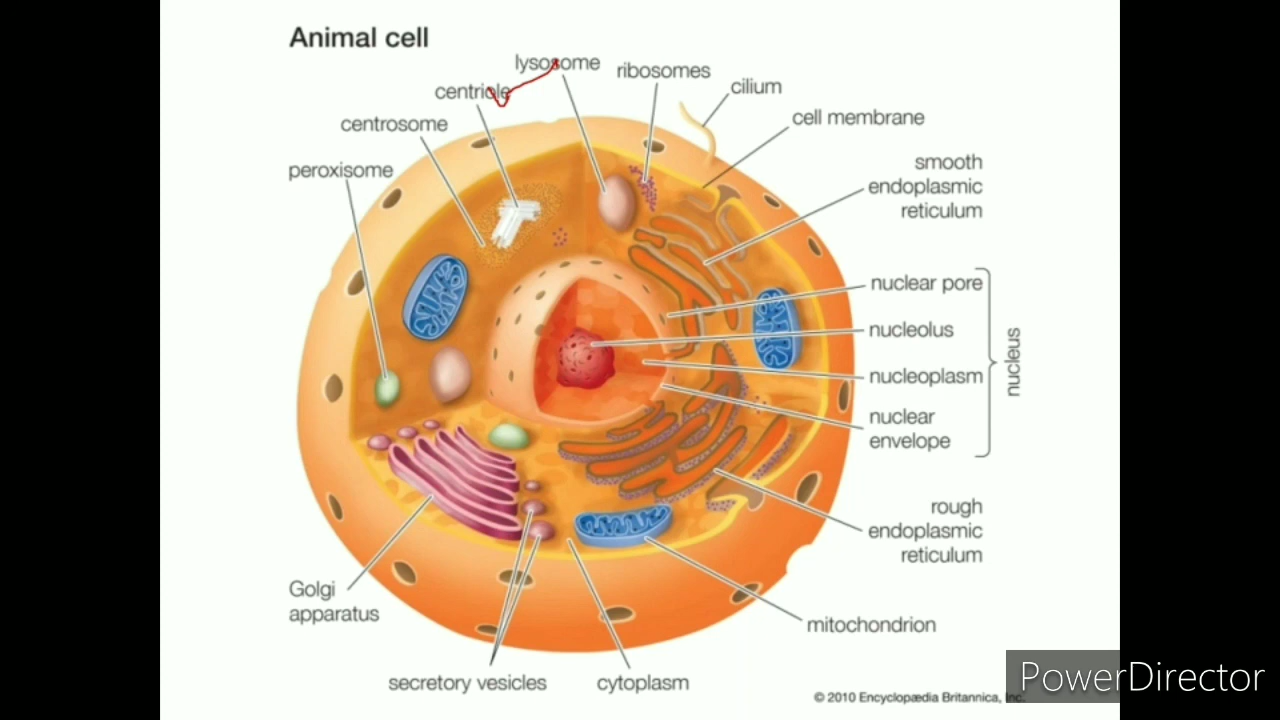 Animal cell
lysosome
ribosomes
centriole
cilium
centrosome
cell membrane
peroxisome
smooth
endoplasmic
reticulum
nuclear pore
nucleolus
nucleus
nucleoplasm
nuclear
envelope
rough
endoplasmic
reticulum
Golgi
apparatus
mitochondrion
secretory vesicles
cytoplasm
PowerDirector
© 2010 Encyclopædia Britannica, Inc.